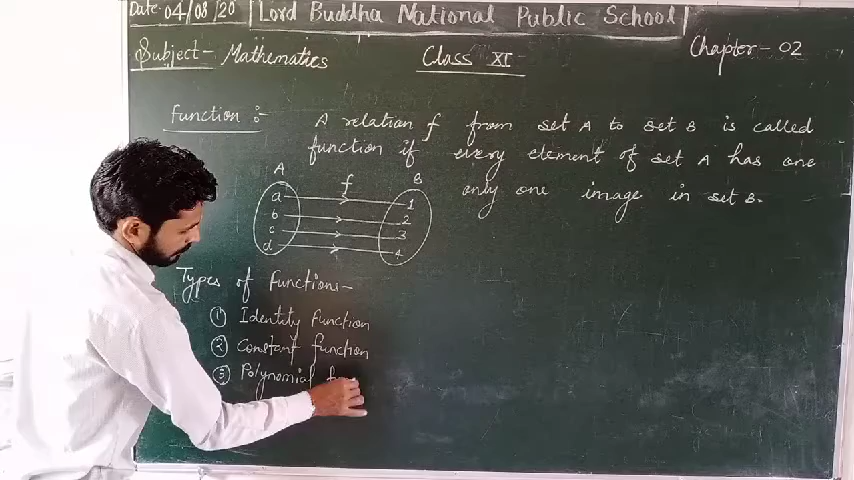 Date: 04/08/20 Lord Buddha National Public School
Subject- Mathematics Class XI Chapter-02
Function :- A relation f from set A to set B is called
function if every element of set A has one
only one image in set B.
A f B
a 1
b 2
c 3
d 4
Types of Functions-
① Identity Function
② Constant function
③ Polynomial